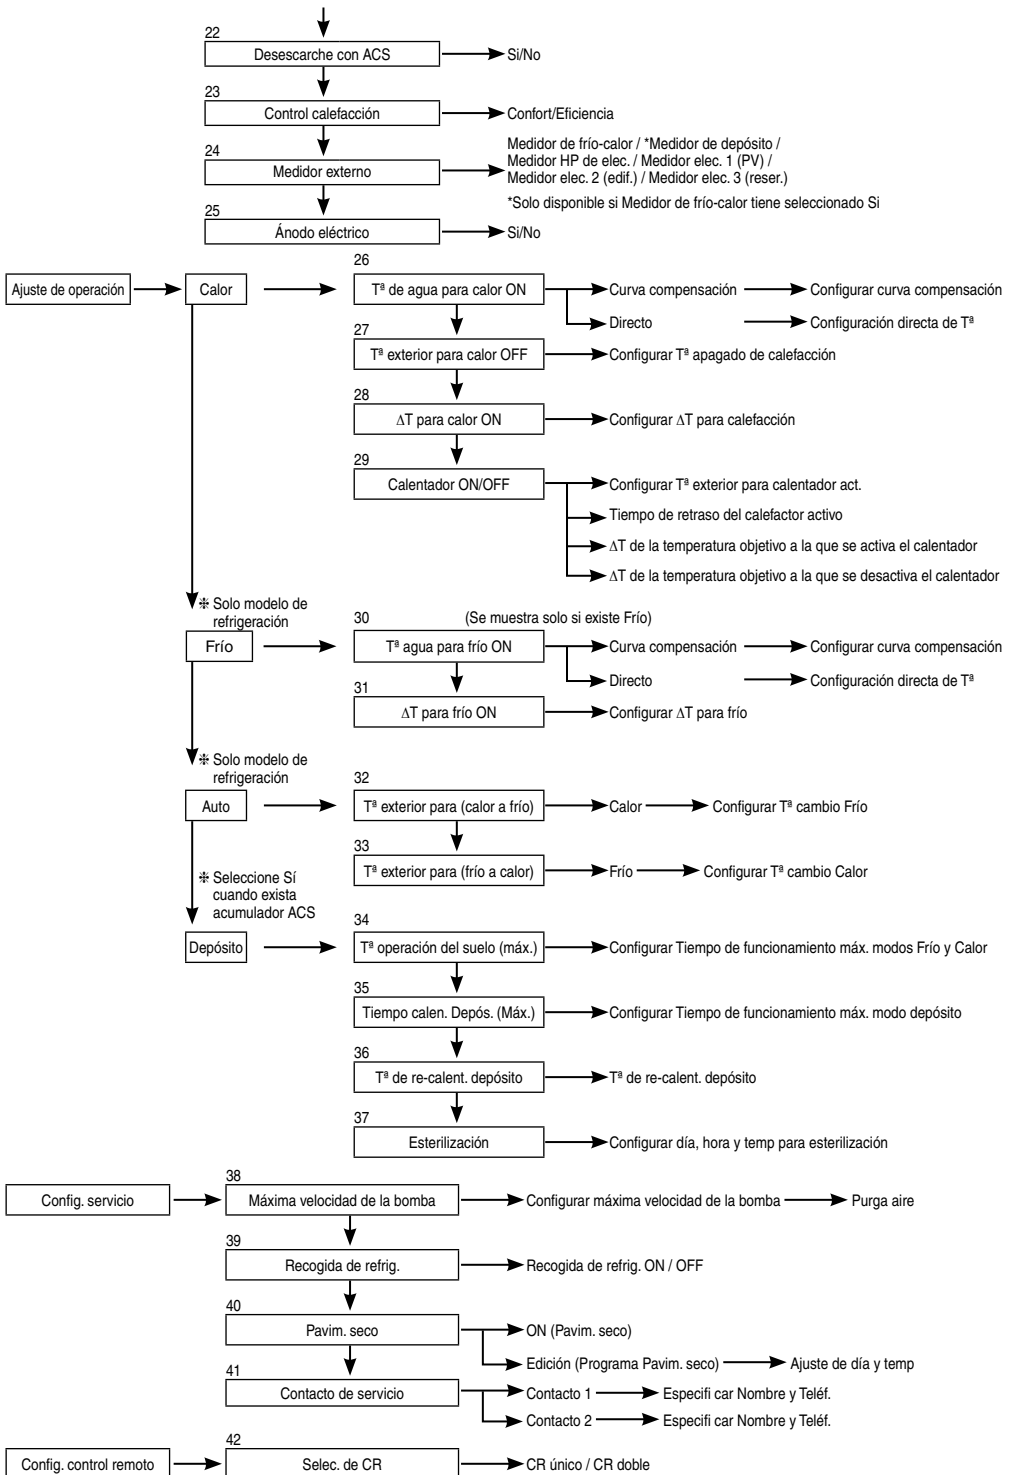 22
Desescarche con ACS
Si/No
23
Control calefacción
Confort/Eficiencia
24
Medidor externo
Medidor de frío-calor / *Medidor de depósito /
Medidor HP de elec. / Medidor elec. 1 (PV) /
Medidor elec. 2 (edif.) / Medidor elec. 3 (reser.)
*Solo disponible si Medidor de frío-calor tiene seleccionado Si
25
Ánodo eléctrico
Si/No
Ajuste de operación
Calor
26
Tª de agua para calor ON
Curva compensación
Configurar curva compensación
Directo
Configuración directa de Tª
27
Tª exterior para calor OFF
Configurar Tª apagado de calefacción
28
ΔT para calor ON
Configurar ΔT para calefacción
29
Calentador ON/OFF
Configurar Tª exterior para calentador act.
Tiempo de retraso del calefactor activo
ΔT de la temperatura objetivo a la que se activa el calentador
ΔT de la temperatura objetivo a la que se desactiva el calentador
❉ Solo modelo de
refrigeración
Frío
30
(Se muestra solo si existe Frío)
Tª agua para frío ON
Curva compensación
Configurar curva compensación
Directo
Configuración directa de Tª
31
ΔT para frío ON
Configurar ΔT para frío
❉ Solo modelo de
refrigeración
Auto
32
Tª exterior para (calor a frío)
Calor
Configurar Tª cambio Frío
33
Tª exterior para (frío a calor)
Frío
Configurar Tª cambio Calor
❉ Seleccione Sí
cuando exista
acumulador ACS
Depósito
34
Tª operación del suelo (máx.)
Configurar Tiempo de funcionamiento máx. modos Frío y Calor
35
Tiempo calen. Depós. (Máx.)
Configurar Tiempo de funcionamiento máx. modo depósito
36
Tª de re-calent. depósito
Tª de re-calent. depósito
37
Esterilización
Configurar día, hora y temp para esterilización
Config. servicio
38
Máxima velocidad de la bomba
Configurar máxima velocidad de la bomba
Purga aire
39
Recogida de refrig.
Recogida de refrig. ON / OFF
40
Pavim. seco
ON (Pavim. seco)
Edición (Programa Pavim. seco)
Ajuste de día y temp
41
Contacto de servicio
Contacto 1
Especifi car Nombre y Teléf.
Contacto 2
Especifi car Nombre y Teléf.
Config. control remoto
42
Selec. de CR
CR único / CR doble